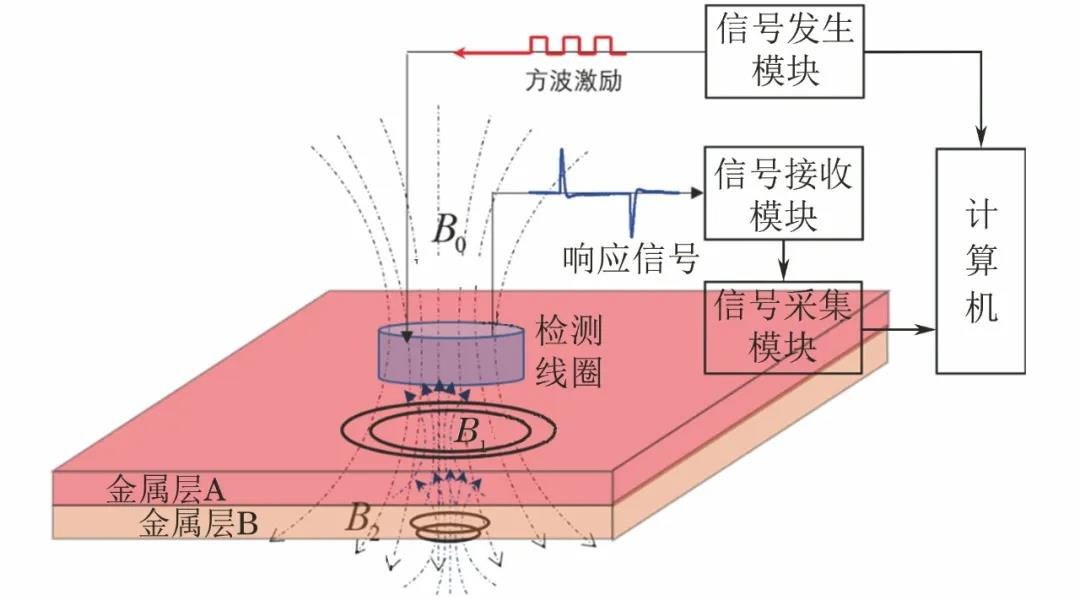 信号发生
模块
方波激励
信号接收
模块
B₀
响应信号
计
算
机
信号采集
模块
检测
线圈
B₁
金属层A
B₂
金属层B